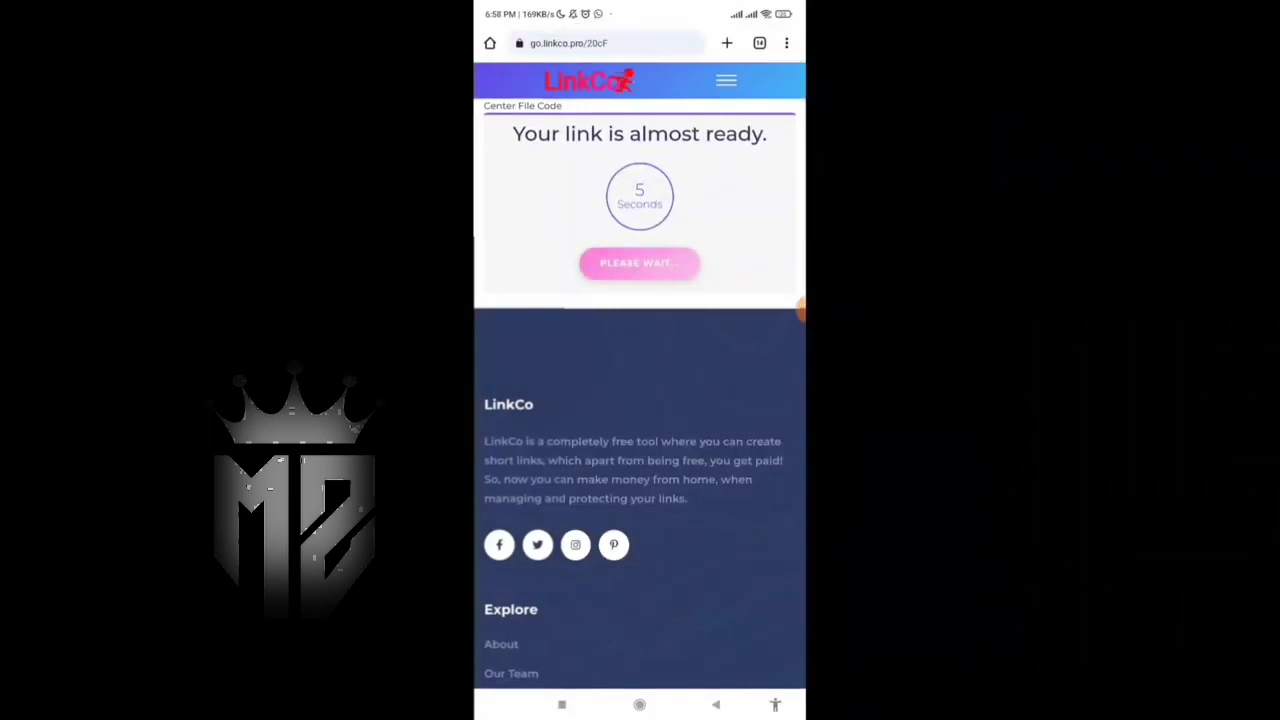 6:58 PM | 169KB/s
go.linkco.pro/20cF
14
LinkCo
Center File Code
Your link is almost ready.
5
Seconds
PLEASE WAIT...
LinkCo
LinkCo is a completely free tool where you can create
short links, which apart from being free, you get paid!
So, now you can make money from home, when
managing and protecting your links.
Explore
About
Our Team